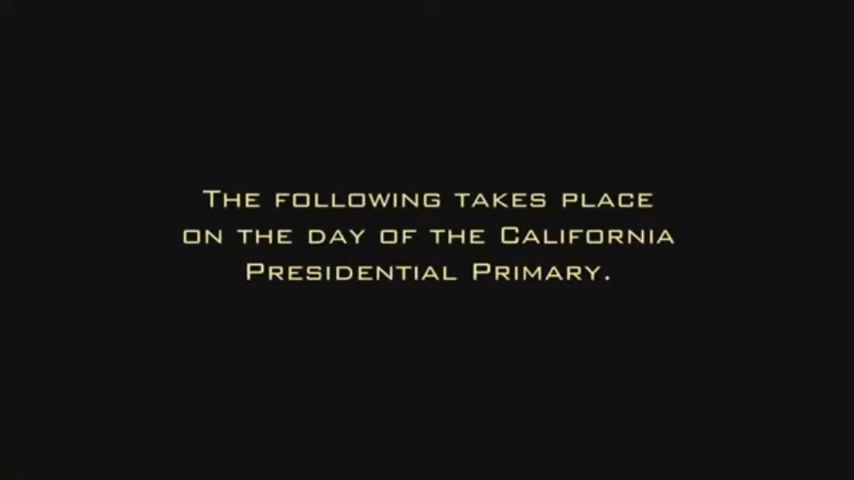 The following takes place
on the day of the California
Presidential Primary.